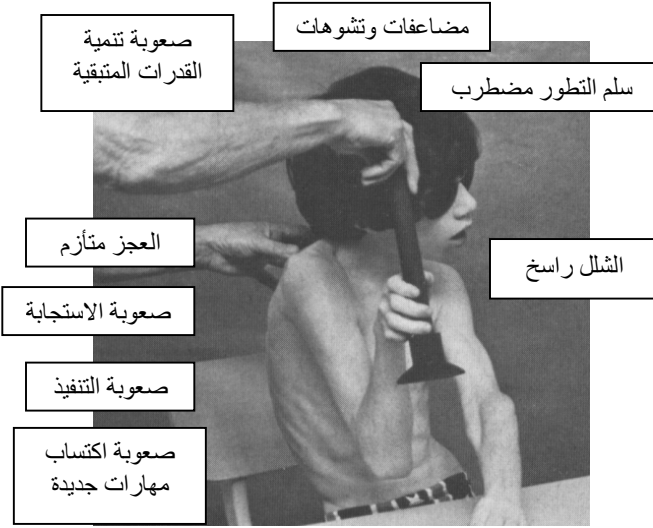 مضاعفات وتشوهات
صعوبة تنمية
القدرات المتبقية
سلم التطور مضطرب
العجز متأزم
الشلل راسخ
صعوبة الاستجابة
صعوبة التنفيذ
صعوبة اكتساب
مهارات جديدة